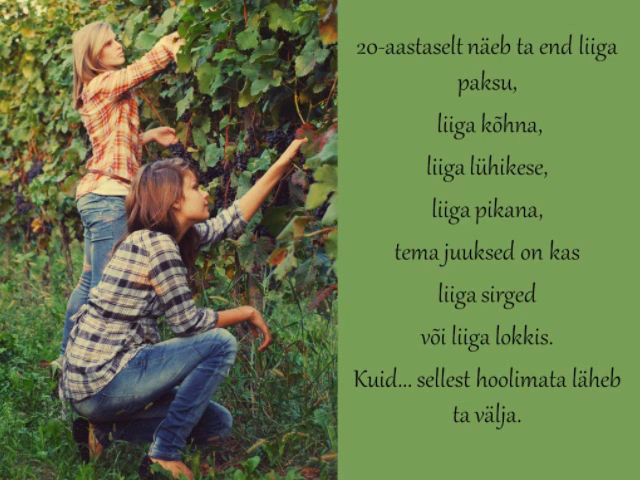 20-aastaselt näeb ta end liiga
paksu,
liiga kõhna,
liiga lühikese,
liiga pikana,
tema juuksed on kas
liiga sirged
või liiga lokkis.
Kuid... sellest hoolimata läheb
ta välja.